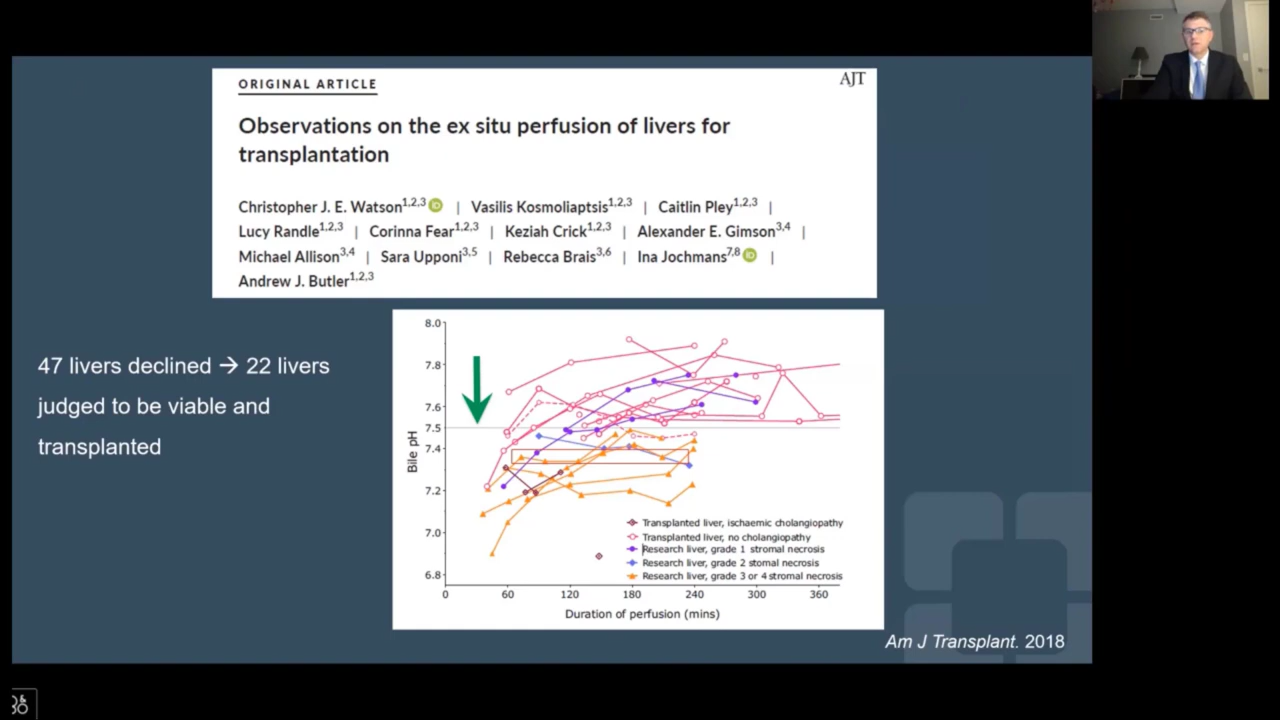 ORIGINAL ARTICLE
AJT
Observations on the ex situ perfusion of livers for
transplantation
Christopher J. E. Watson1,2,3 iD | Vasilis Kosmoliaptsis1,2,3 | Caitlin Pley1,2,3 |
Lucy Randle1,2,3 | Corinna Fear1,2,3 | Keziah Crick1,2,3 | Alexander E. Gimson3,4 |
Michael Allison3,4 | Sara Upponi3,5 | Rebecca Brais3,6 | Ina Jochmans7,8 iD |
Andrew J. Butler1,2,3
47 livers declined → 22 livers
judged to be viable and
transplanted
Bile pH
8.0
7.8
7.6
7.5
7.4
7.2
7.0
6.8
Transplanted liver, ischaemic cholangiopathy
Transplanted liver, no cholangiopathy
Research liver, grade 1 stromal necrosis
Research liver, grade 2 stomal necrosis
Research liver, grade 3 or 4 stromal necrosis
0 60 120 180 240 300 360
Duration of perfusion (mins)
Am J Transplant. 2018